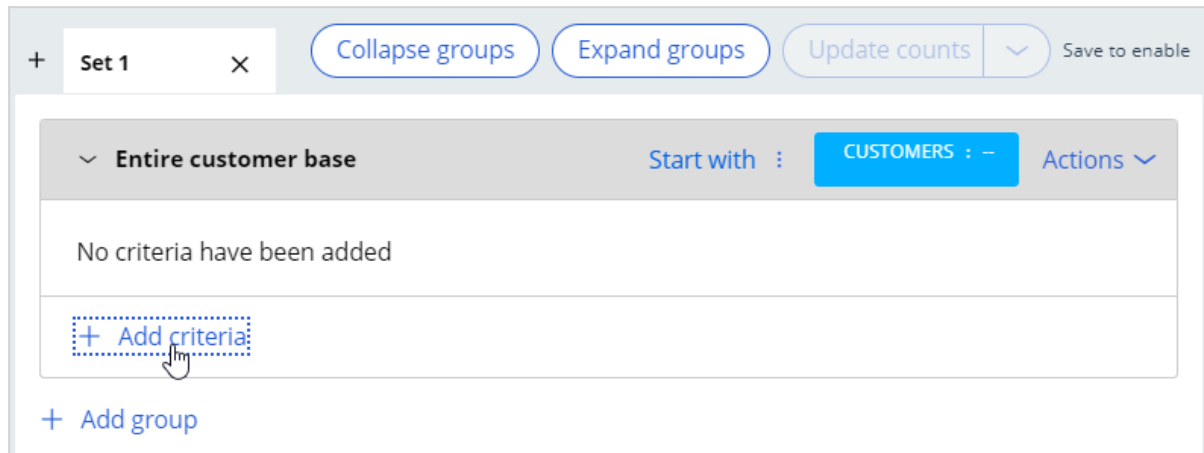 + Set 1 × Collapse groups Expand groups Update counts Save to enable
Entire customer base Start with ⋮ CUSTOMERS : -- Actions
No criteria have been added
+ Add criteria
+ Add group